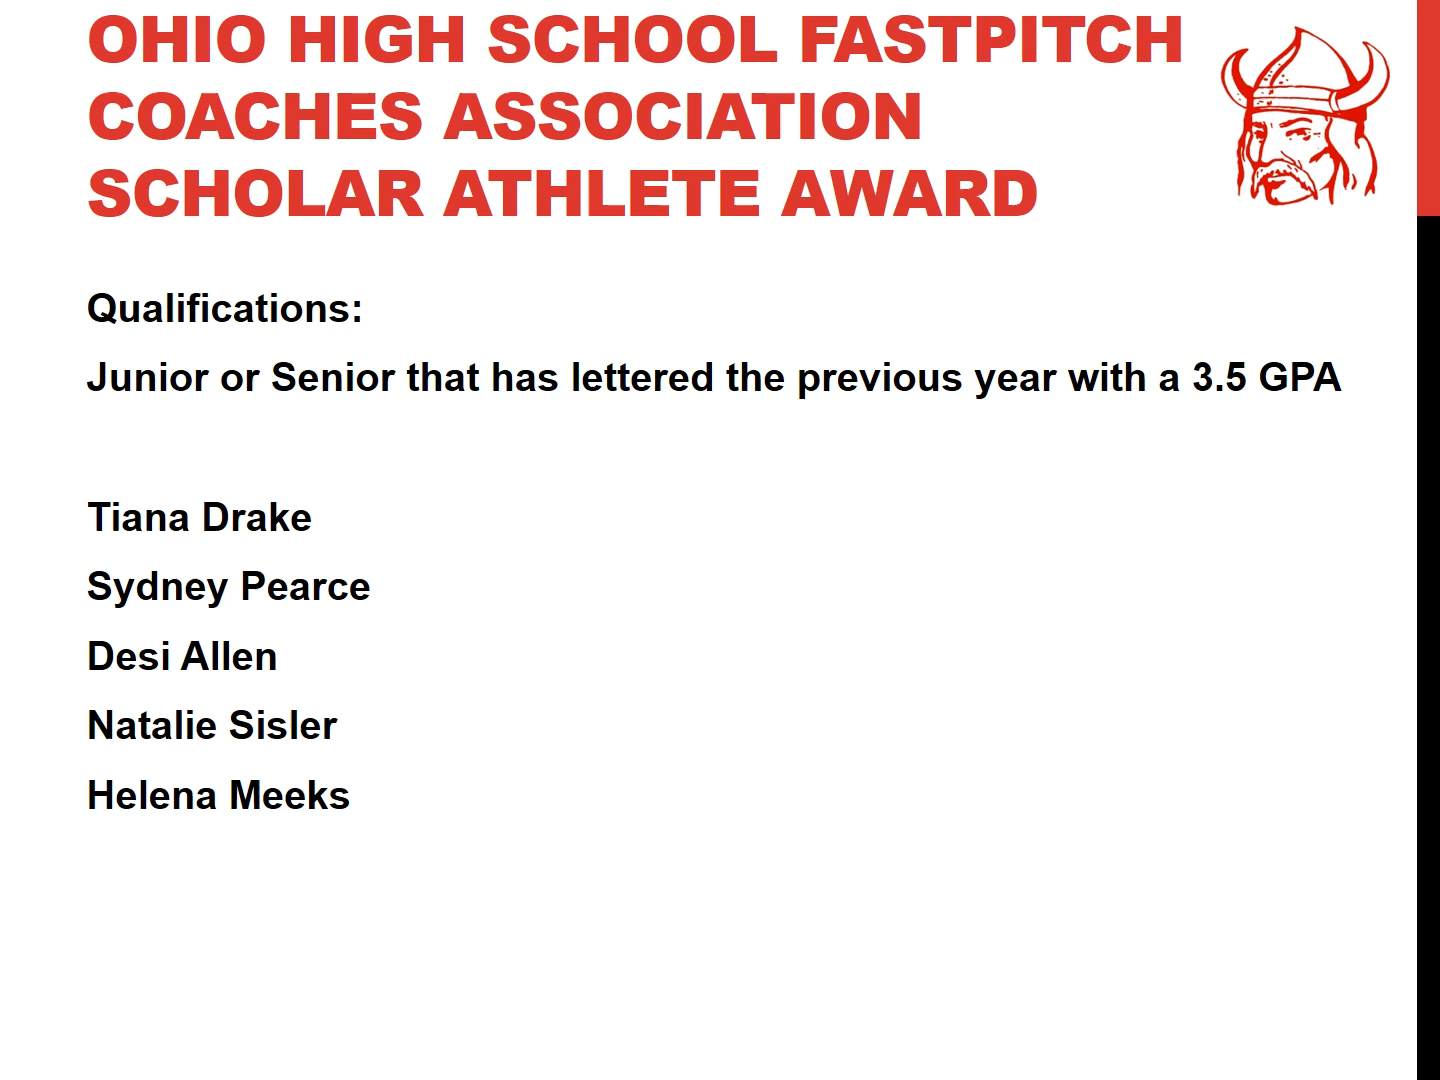 OHIO HIGH SCHOOL FASTPITCH
COACHES ASSOCIATION
SCHOLAR ATHLETE AWARD
Qualifications:
Junior or Senior that has lettered the previous year with a 3.5 GPA
Tiana Drake
Sydney Pearce
Desi Allen
Natalie Sisler
Helena Meeks